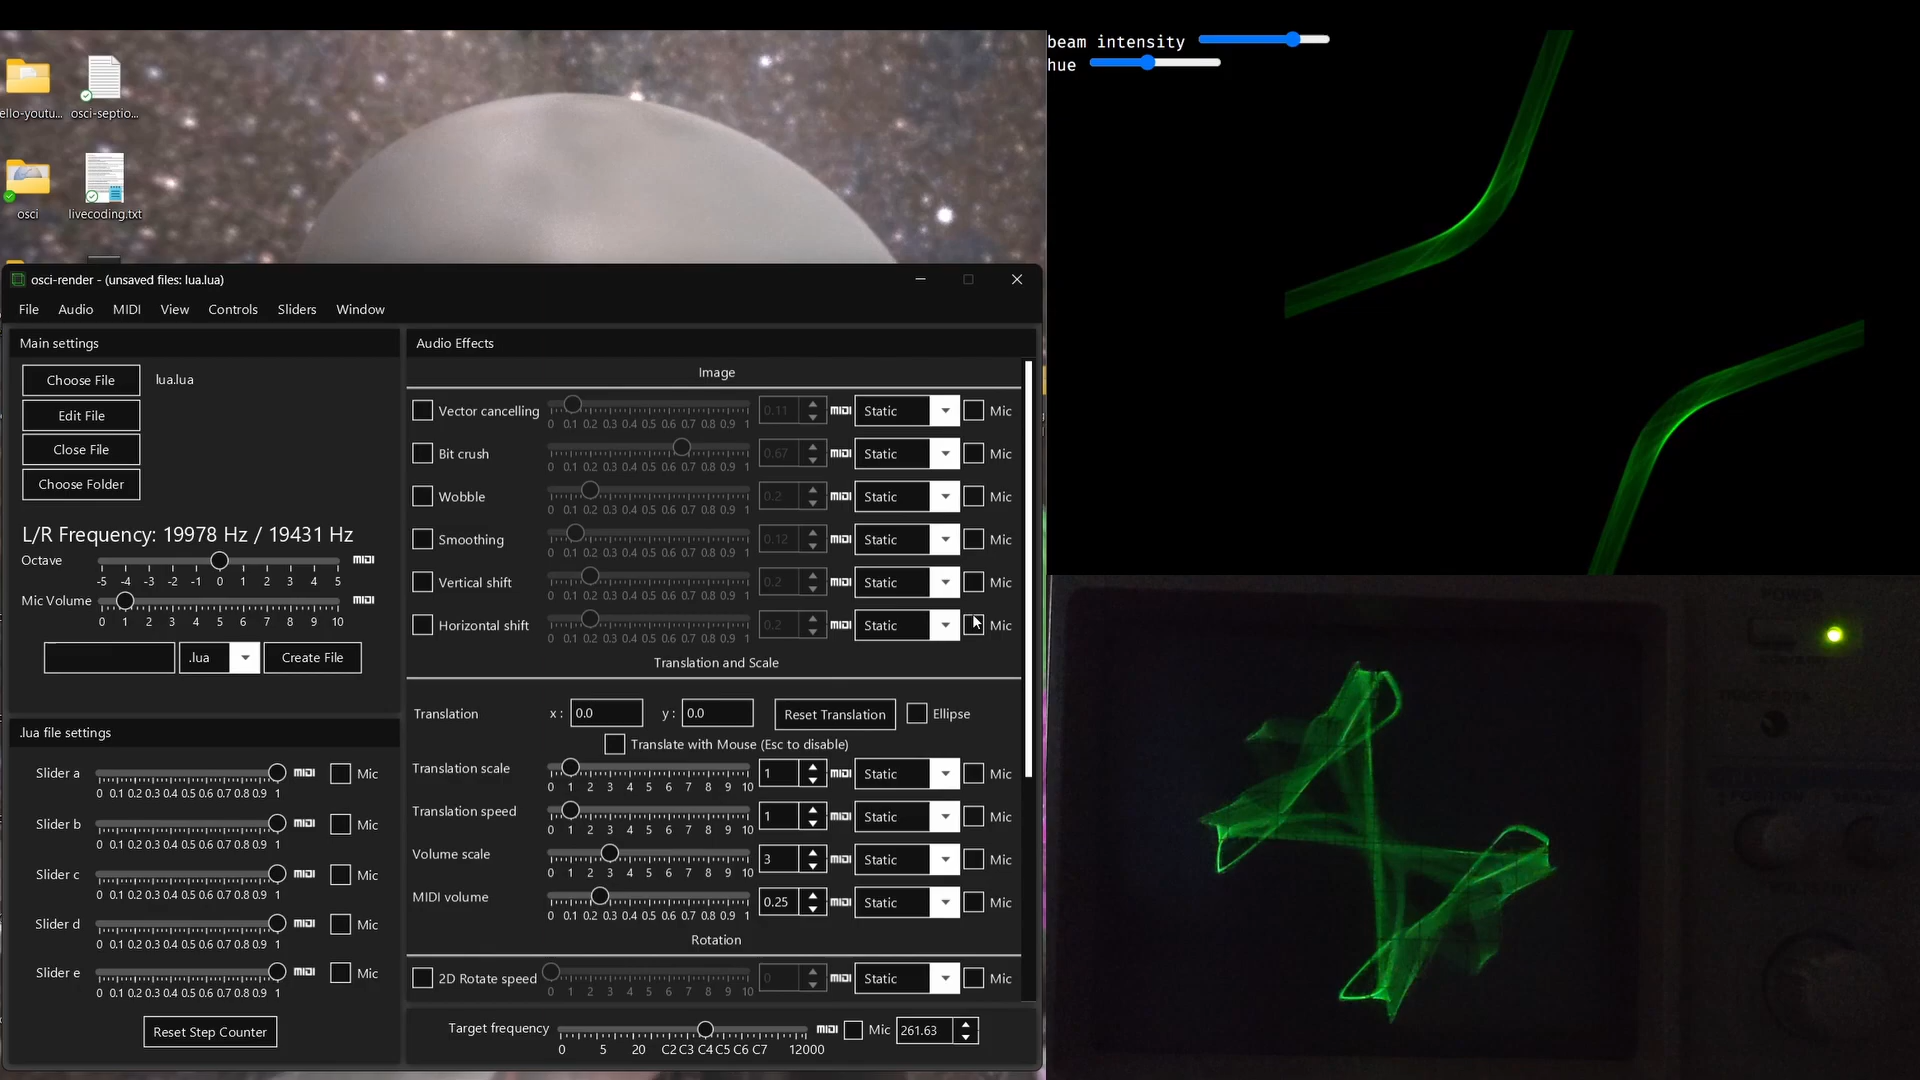 beam intensity
hue
ello-youtu...
osci-septio...
osci
livecoding.txt
osci-render - (unsaved files: lua.lua)
File Audio MIDI View Controls Sliders Window
Main settings
Choose File lua.lua
Edit File
Close File
Choose Folder
L/R Frequency: 19978 Hz / 19431 Hz
Octave MIDI
-5 -4 -3 -2 -1 0 1 2 3 4 5
Mic Volume MIDI
0 1 2 3 4 5 6 7 8 9 10
.lua Create File
.lua file settings
Slider a MIDI Mic
0 0.1 0.2 0.3 0.4 0.5 0.6 0.7 0.8 0.9 1
Slider b MIDI Mic
0 0.1 0.2 0.3 0.4 0.5 0.6 0.7 0.8 0.9 1
Slider c MIDI Mic
0 0.1 0.2 0.3 0.4 0.5 0.6 0.7 0.8 0.9 1
Slider d MIDI Mic
0 0.1 0.2 0.3 0.4 0.5 0.6 0.7 0.8 0.9 1
Slider e MIDI Mic
0 0.1 0.2 0.3 0.4 0.5 0.6 0.7 0.8 0.9 1
Reset Step Counter
Audio Effects
Image
Vector cancelling 0.11 MIDI Static Mic
0 0.1 0.2 0.3 0.4 0.5 0.6 0.7 0.8 0.9 1
Bit crush 0.67 MIDI Static Mic
0 0.1 0.2 0.3 0.4 0.5 0.6 0.7 0.8 0.9 1
Wobble 0.2 MIDI Static Mic
0 0.1 0.2 0.3 0.4 0.5 0.6 0.7 0.8 0.9 1
Smoothing 0.12 MIDI Static Mic
0 0.1 0.2 0.3 0.4 0.5 0.6 0.7 0.8 0.9 1
Vertical shift 0.2 MIDI Static Mic
0 0.1 0.2 0.3 0.4 0.5 0.6 0.7 0.8 0.9 1
Horizontal shift 0.2 MIDI Static Mic
0 0.1 0.2 0.3 0.4 0.5 0.6 0.7 0.8 0.9 1
Translation and Scale
Translation x : 0.0 y : 0.0 Reset Translation Ellipse
Translate with Mouse (Esc to disable)
Translation scale 1 MIDI Static Mic
0 1 2 3 4 5 6 7 8 9 10
Translation speed 1 MIDI Static Mic
0 1 2 3 4 5 6 7 8 9 10
Volume scale 3 MIDI Static Mic
0 1 2 3 4 5 6 7 8 9 10
MIDI volume 0.25 MIDI Static Mic
0 0.1 0.2 0.3 0.4 0.5 0.6 0.7 0.8 0.9 1
Rotation
2D Rotate speed 0 MIDI Static Mic
0 1 2 3 4 5 6 7 8 9 10
Target frequency MIDI Mic 261.63
0 5 20 C2 C3 C4 C5 C6 C7 12000
POWER